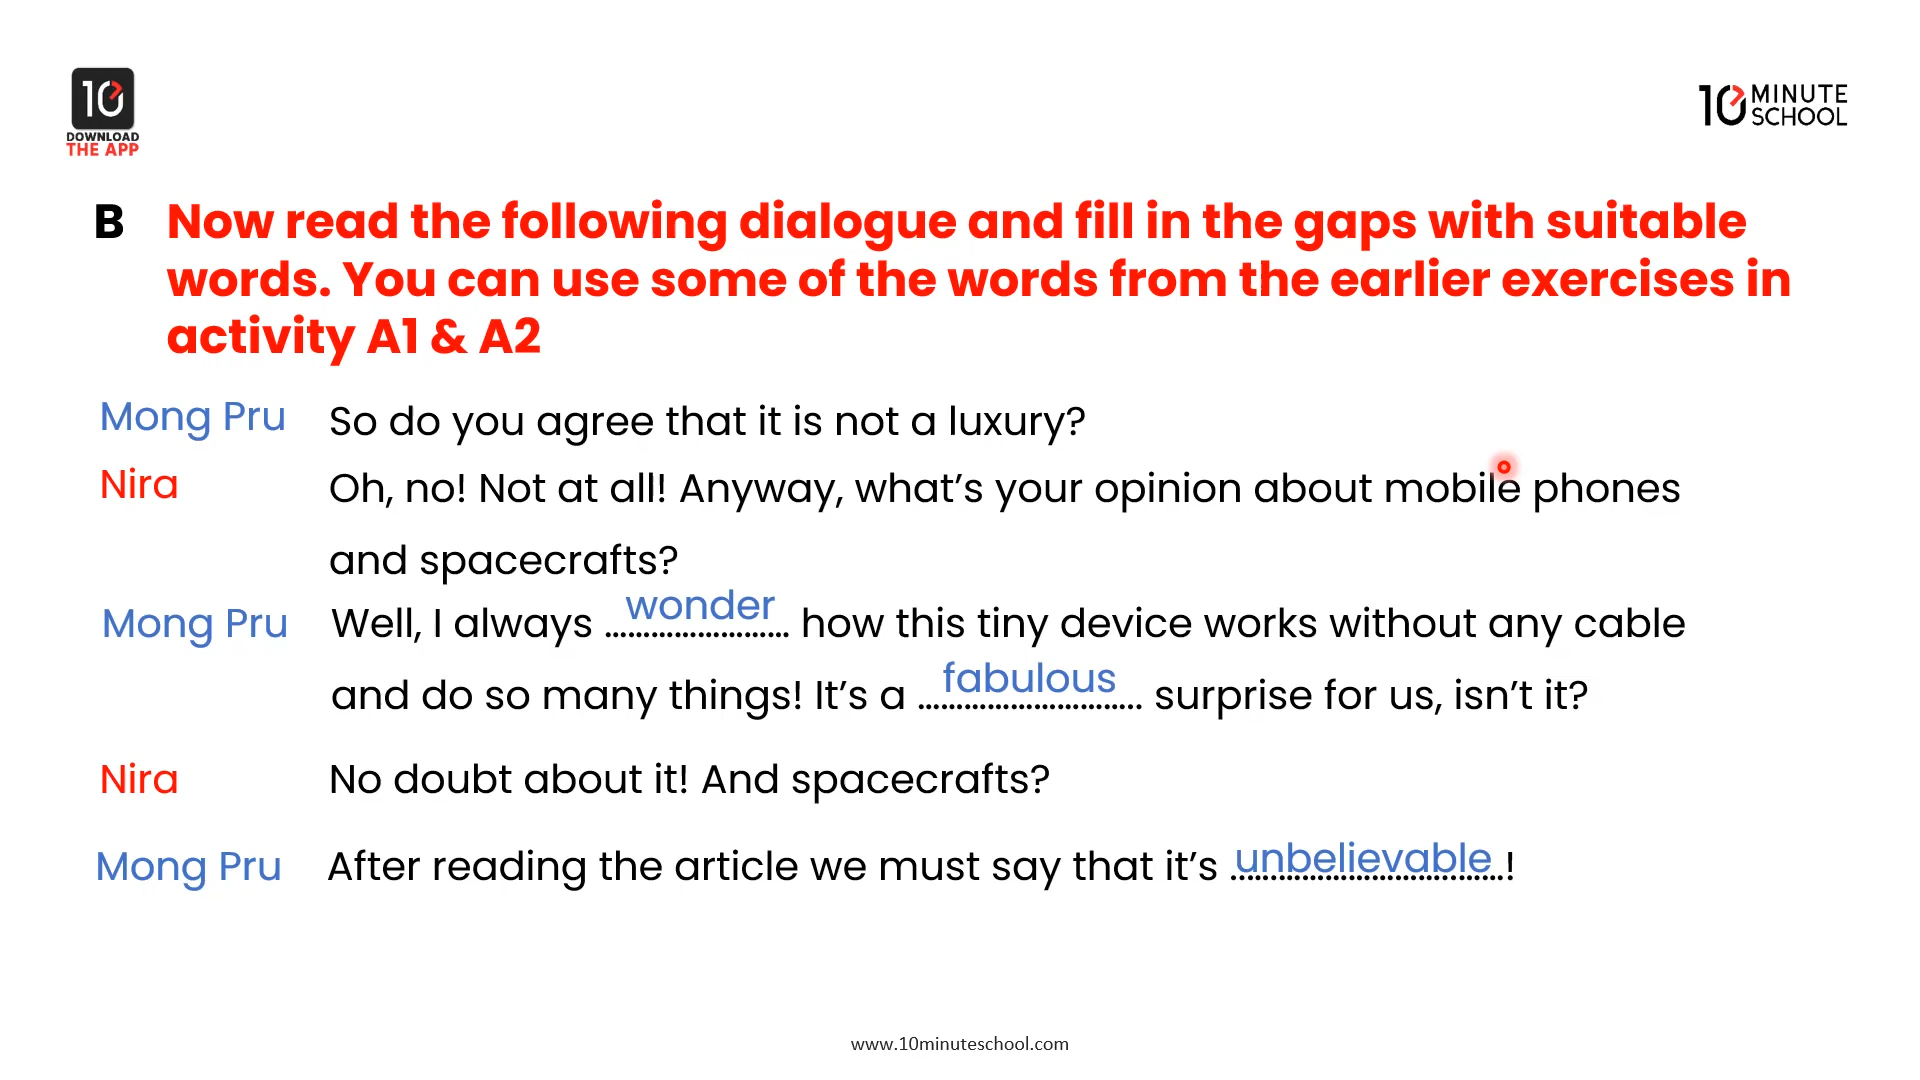 10
DOWNLOAD
THE APP
10 MINUTE
SCHOOL
B Now read the following dialogue and fill in the gaps with suitable
words. You can use some of the words from the earlier exercises in
activity A1 & A2
Mong Pru So do you agree that it is not a luxury?
Nira Oh, no! Not at all! Anyway, what’s your opinion about mobile phones
and spacecrafts?
Mong Pru Well, I always ........wonder........ how this tiny device works without any cable
and do so many things! It’s a ........fabulous........ surprise for us, isn’t it?
Nira No doubt about it! And spacecrafts?
Mong Pru After reading the article we must say that it’s ........unbelievable........!
www.10minuteschool.com